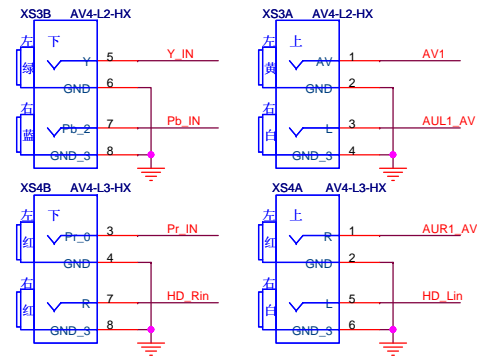 XS3B AV4-L2-HX
左 下
绿 Y 5 Y_IN
GND 6
右
蓝 Pb_2 7 Pb_IN
GND_3 8
XS3A AV4-L2-HX
左 上
黄 AV 1 AV1
GND 2
右
白 L 3 AUL1_AV
GND_3 4
XS4B AV4-L3-HX
左 下
红 Pr_0 3 Pr_IN
GND 4
右
红 R 7 HD_Rin
GND_3 8
XS4A AV4-L3-HX
左 上
红 R 1 AUR1_AV
GND 2
右
白 L 5 HD_Lin
GND_3 6